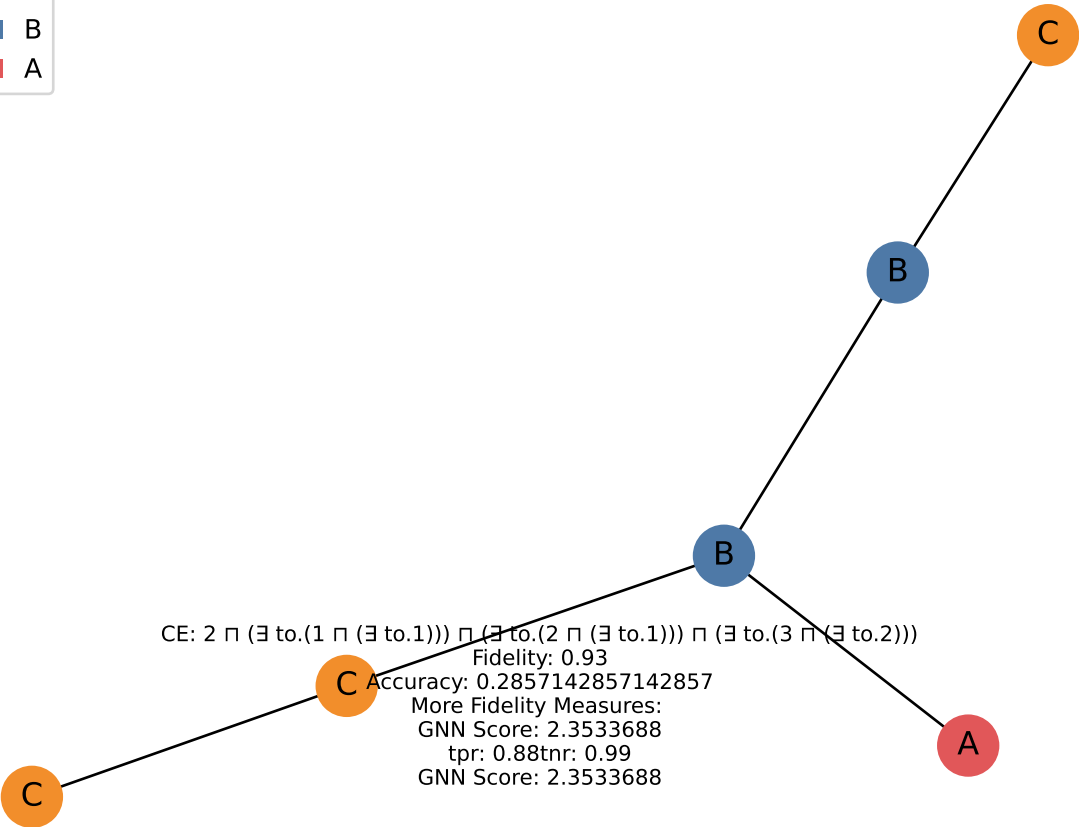 B
A
C
B
B
CE: 2 ⊓ (∃ to.(1 ⊓ (∃ to.1))) ⊓ (∃ to.(2 ⊓ (∃ to.1))) ⊓ (∃ to.(3 ⊓ (∃ to.2)))
Fidelity: 0.93
C
Accuracy: 0.2857142857142857
More Fidelity Measures:
GNN Score: 2.3533688
A
tpr: 0.88tnr: 0.99
GNN Score: 2.3533688
C